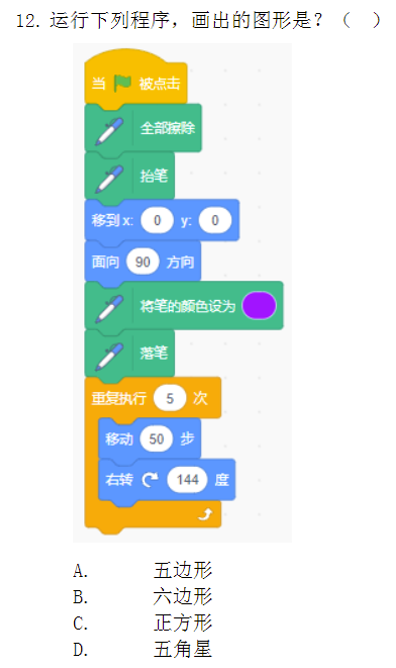 12. 运行下列程序，画出的图形是？（ ）
当 被点击
全部擦除
抬笔
移到 x: 0 y: 0
面向 90 方向
将笔的颜色设为
落笔
重复执行 5 次
移动 50 步
右转 144 度
A. 五边形
B. 六边形
C. 正方形
D. 五角星